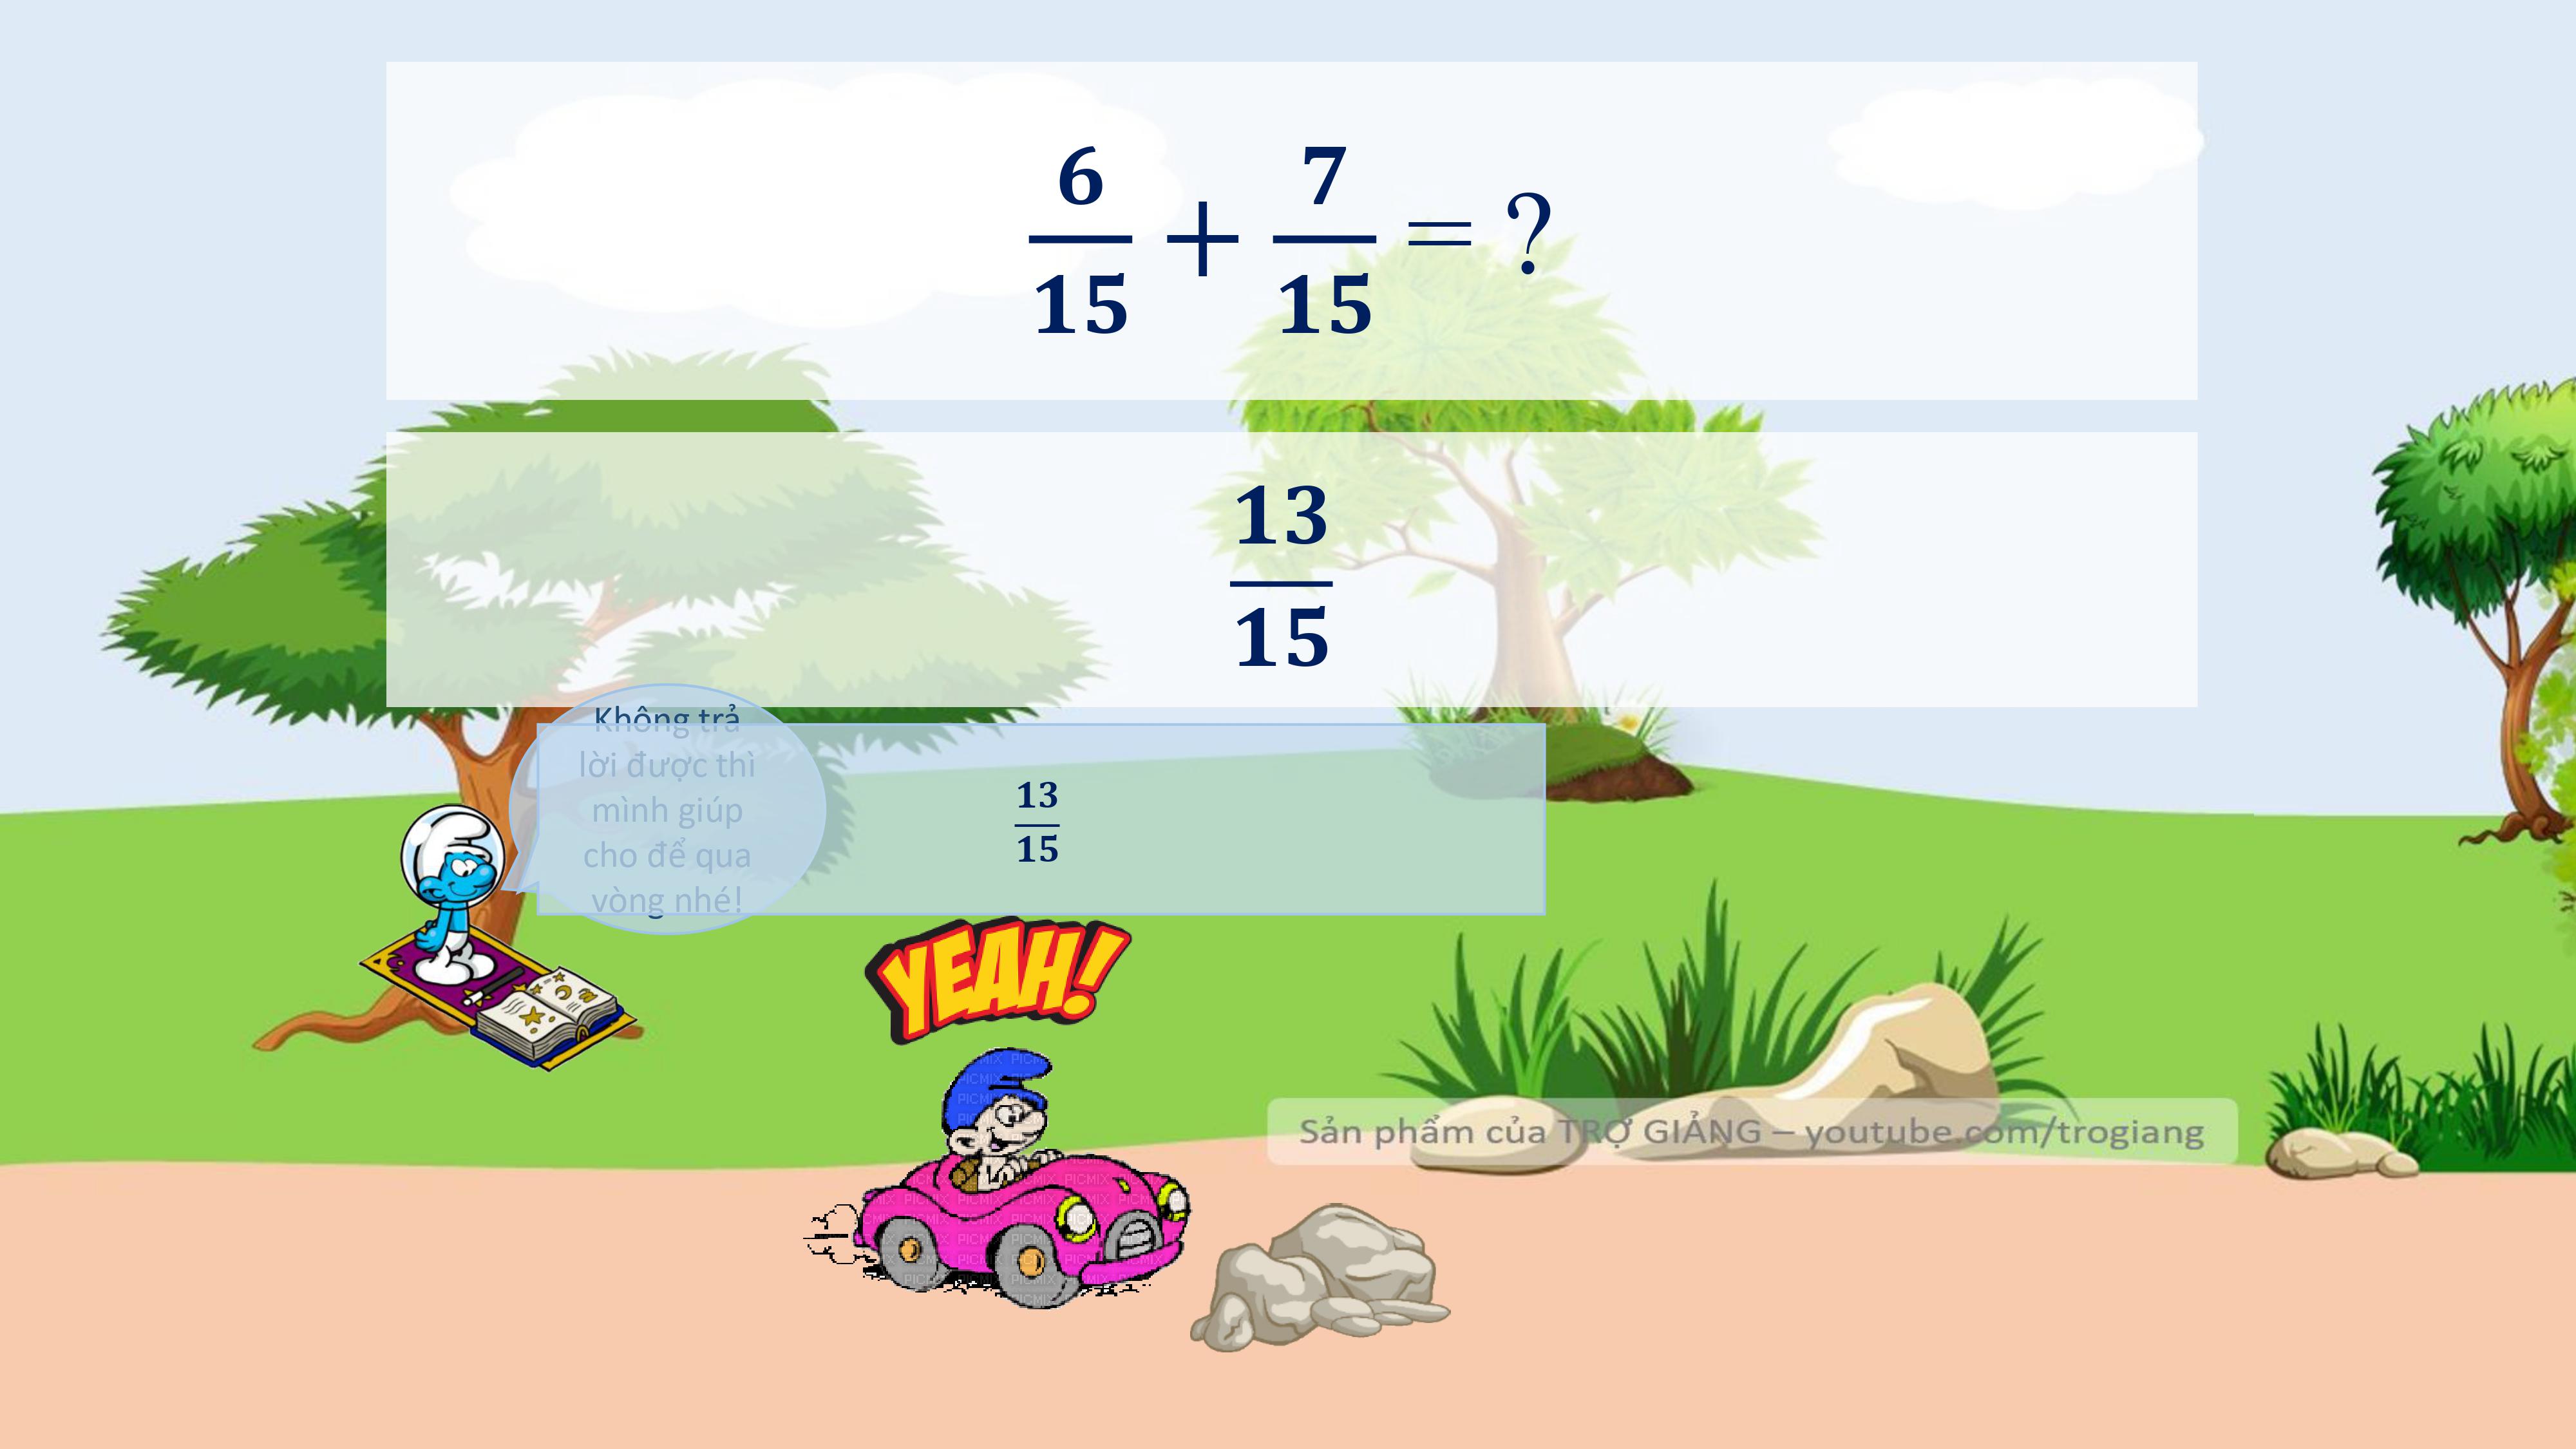 6/15 + 7/15 = ?
13/15
Không trả
lời được thì
mình giúp
cho để qua
vòng nhé!
13/15
YEAH!
Sản phẩm của TRỢ GIẢNG – youtube.com/trogiang